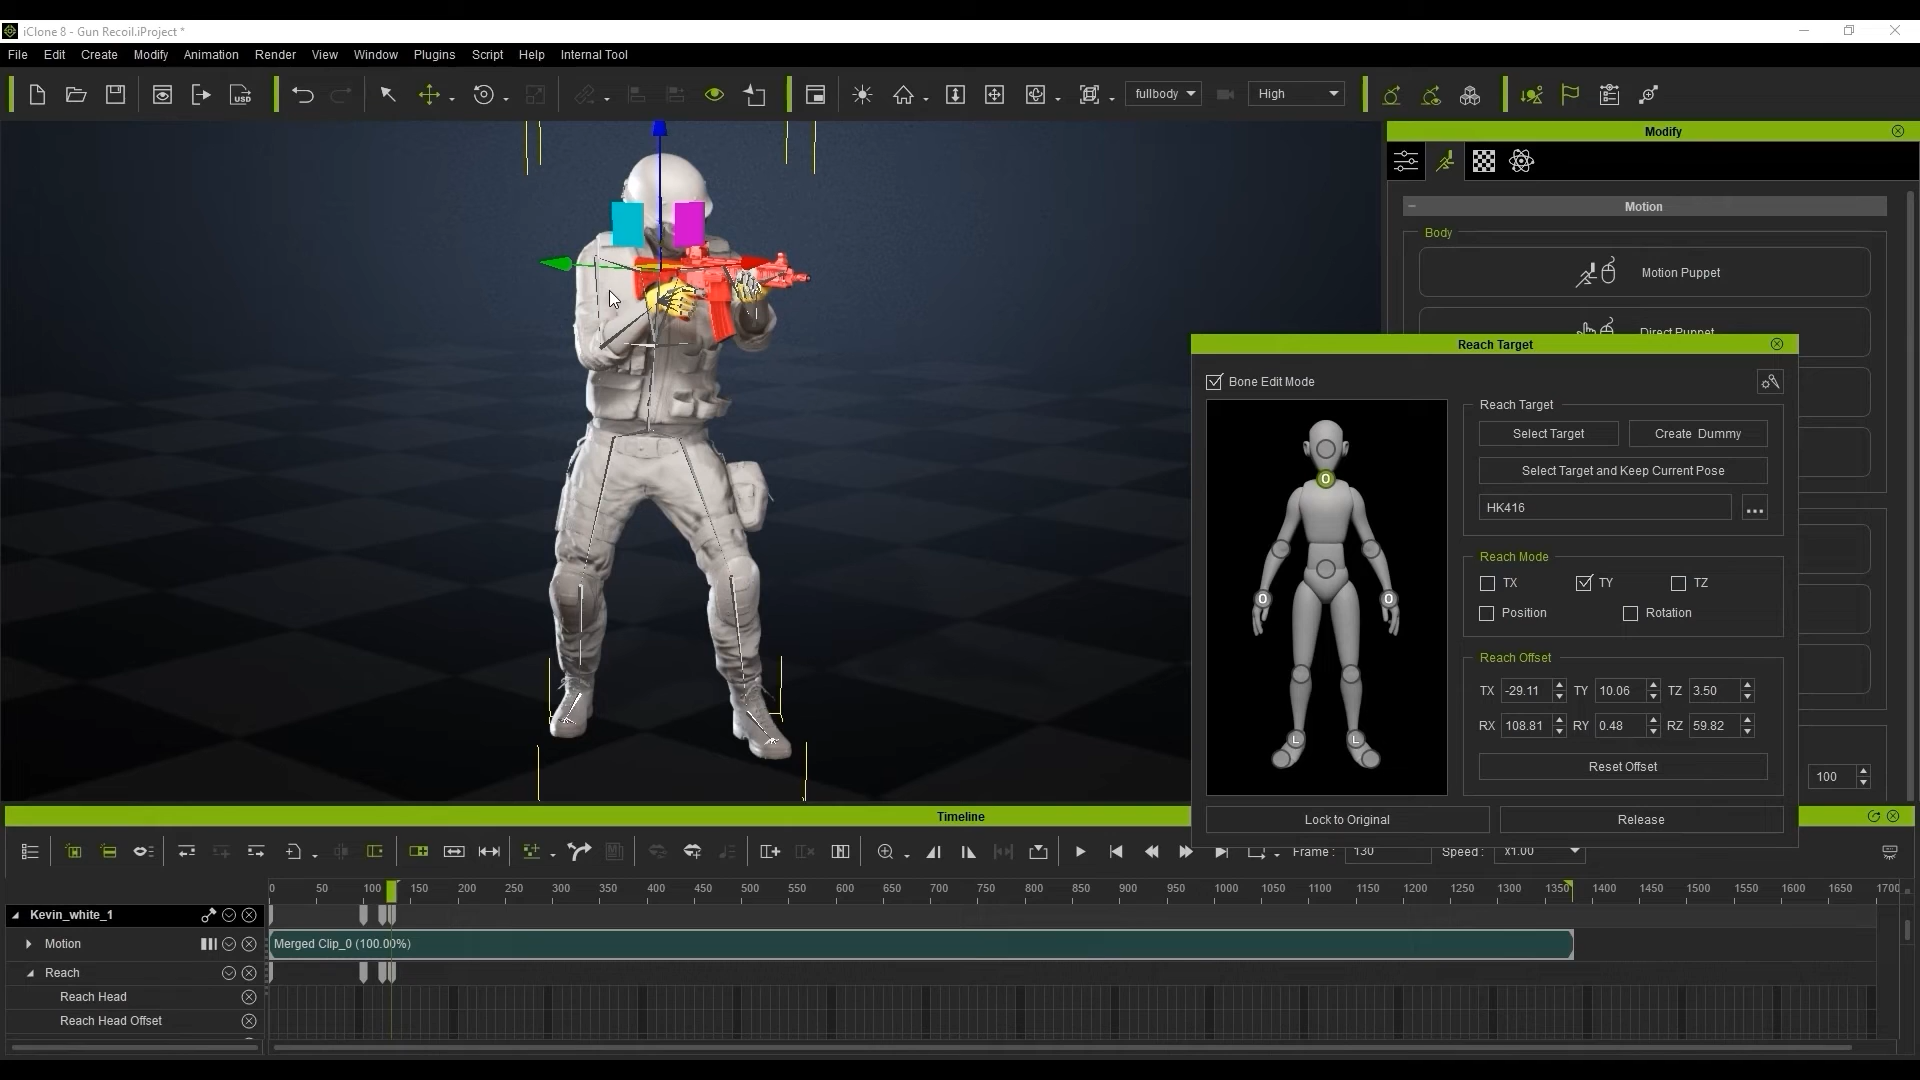 iClone 8 - Gun Recoil.iProject *
File Edit Create Modify Animation Render View Window Plugins Script Help Internal Tool
USD fullbody High
Modify
Motion
Body
Motion Puppet
Direct Puppet
Reach Target
Bone Edit Mode
Reach Target
Select Target Create Dummy
Select Target and Keep Current Pose
HK416 ...
Reach Mode
TX TY TZ
Position Rotation
Reach Offset
TX -29.11 TY 10.06 TZ 3.50
RX 108.81 RY 0.48 RZ 59.82
Reset Offset
O
O O
L L
100
Lock to Original Release
Timeline
Frame : 130 Speed : x1.00
0 50 100 150 200 250 300 350 400 450 500 550 600 650 700 750 800 850 900 950 1000 1050 1100 1150 1200 1250 1300 1350 1400 1450 1500 1550 1600 1650 1700
Kevin_white_1
Motion Merged Clip_0 (100.00%)
Reach
Reach Head
Reach Head Offset